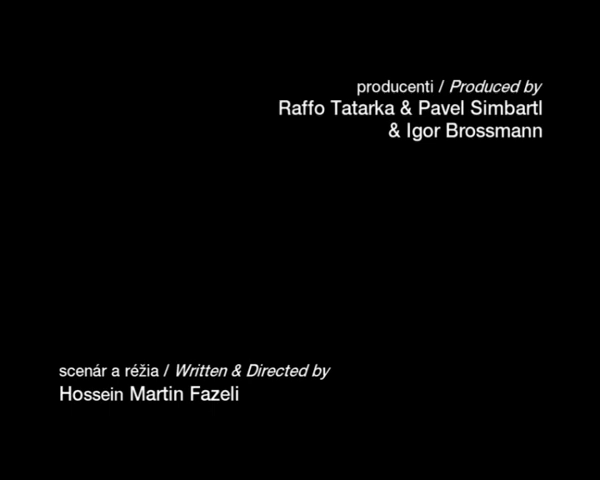 producenti / Produced by
Raffo Tatarka & Pavel Simbartl
& Igor Brossmann
scenár a réžia / Written & Directed by
Hossein Martin Fazeli